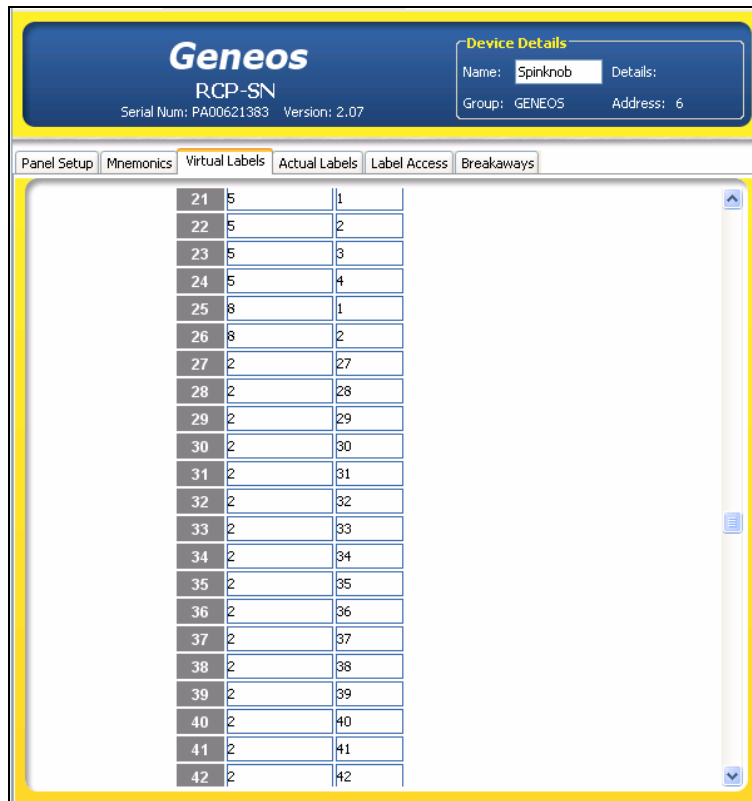 Geneos
RCP-SN
Serial Num: PA00621383 Version: 2.07
Device Details
Name: Spinknob Details:
Group: GENEOS Address: 6
Panel Setup Mnemonics Virtual Labels Actual Labels Label Access Breakaways
21 5 1
22 5 2
23 5 3
24 5 4
25 8 1
26 8 2
27 2 27
28 2 28
29 2 29
30 2 30
31 2 31
32 2 32
33 2 33
34 2 34
35 2 35
36 2 36
37 2 37
38 2 38
39 2 39
40 2 40
41 2 41
42 2 42